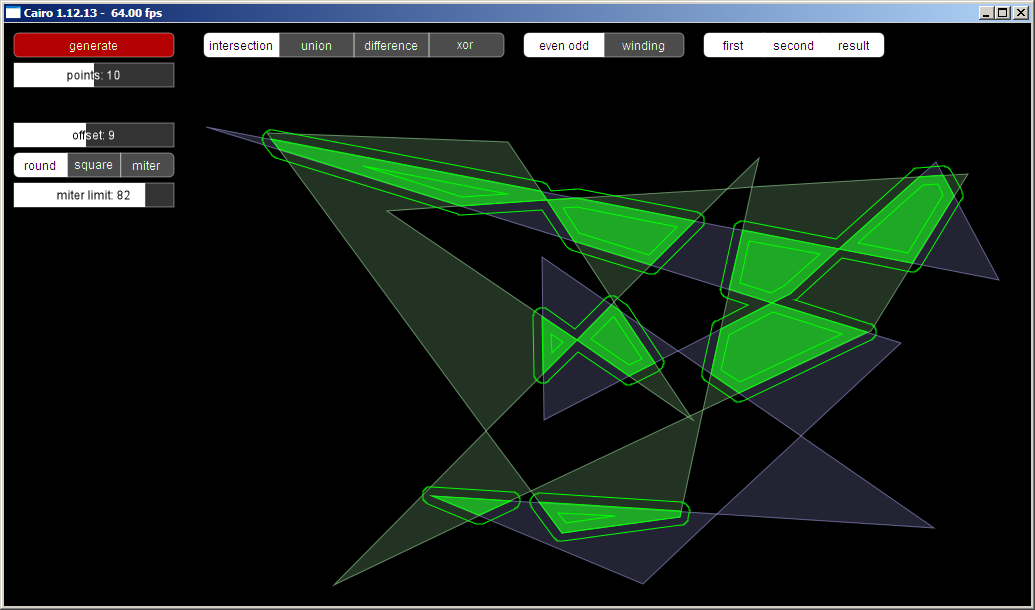 Cairo 1.12.13 - 64.00 fps
generate
intersection union difference xor
even odd winding
first second result
points: 10
offset: 9
round square miter
miter limit: 82